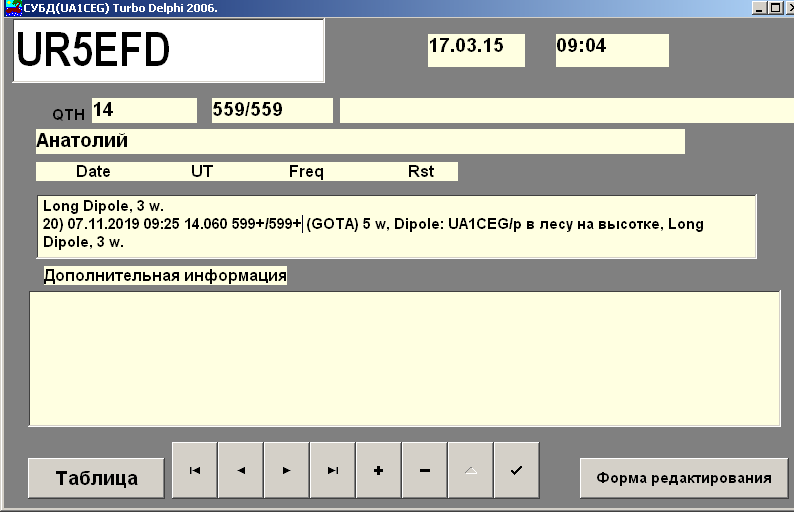 СУБД(UA1CEG) Turbo Delphi 2006.
UR5EFD
17.03.15 09:04
QTH 14 559/559
Анатолий
Date UT Freq Rst
Long Dipole, 3 w.
20) 07.11.2019 09:25 14.060 599+/599+ (GOTA) 5 w, Dipole: UA1CEG/p в лесу на высотке, Long
Dipole, 3 w.
Дополнительная информация
Таблица
Форма редактирования